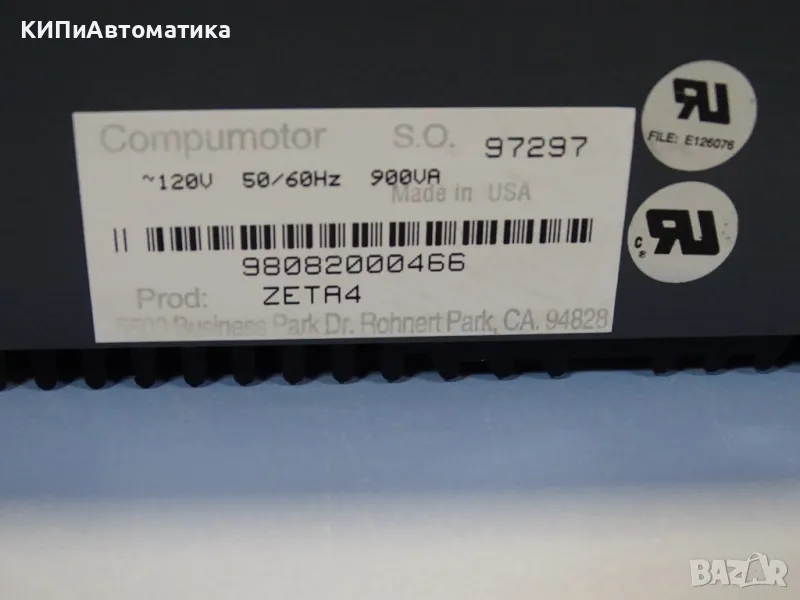 КИПиАвтоматика
Compumotor S.O. 97297
~120V 50/60Hz 900VA
Made in USA
98082000466
Prod: ZETA4
Business Park Dr. Rohnert Park, CA. 94828
FILE: E126076
BAZAR